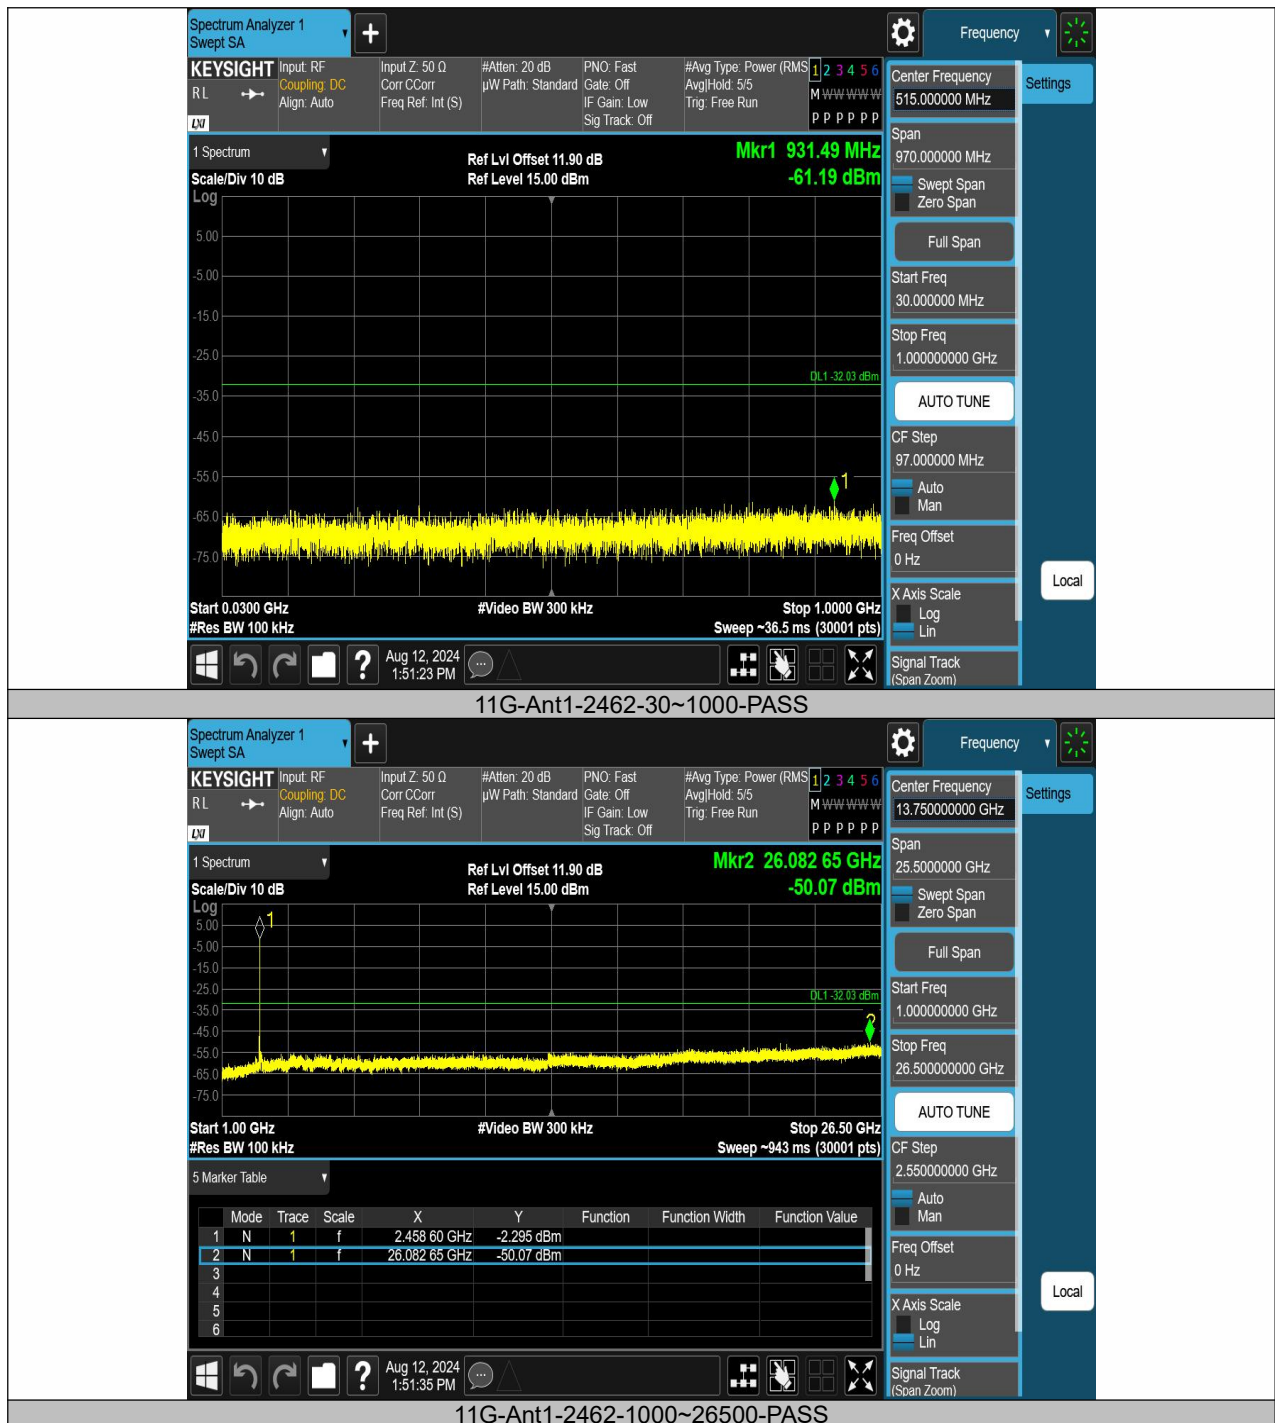 Spectrum Analyzer 1
Swept SA
+
Frequency
KEYSIGHT
RL
LXI
Input: RF
Coupling: DC
Align: Auto
Input Z: 50 Ω
Corr CCorr
Freq Ref: Int (S)
#Atten: 20 dB
µW Path: Standard
PNO: Fast
Gate: Off
IF Gain: Low
Sig Track: Off
#Avg Type: Power (RMS
Avg|Hold: 5/5
Trig: Free Run
1 2 3 4 5 6
M W W W W W
P P P P P P
Center Frequency
515.000000 MHz
Settings
1 Spectrum
Ref Lvl Offset 11.90 dB
Mkr1 931.49 MHz
Scale/Div 10 dB
Ref Level 15.00 dBm
-61.19 dBm
Log
5.00
-5.00
-15.0
-25.0
-35.0
-45.0
-55.0
-65.0
-75.0
DL1 -32.03 dBm
1
Start 0.0300 GHz
#Video BW 300 kHz
Stop 1.0000 GHz
#Res BW 100 kHz
Sweep ~36.5 ms (30001 pts)
Span
970.000000 MHz
Swept Span
Zero Span
Full Span
Start Freq
30.000000 MHz
Stop Freq
1.000000000 GHz
AUTO TUNE
CF Step
97.000000 MHz
Auto
Man
Freq Offset
0 Hz
X Axis Scale
Log
Lin
Signal Track
(Span Zoom)
Local
?
Aug 12, 2024
1:51:23 PM
11G-Ant1-2462-30~1000-PASS
Spectrum Analyzer 1
Swept SA
+
Frequency
KEYSIGHT
RL
LXI
Input: RF
Coupling: DC
Align: Auto
Input Z: 50 Ω
Corr CCorr
Freq Ref: Int (S)
#Atten: 20 dB
µW Path: Standard
PNO: Fast
Gate: Off
IF Gain: Low
Sig Track: Off
#Avg Type: Power (RMS
Avg|Hold: 5/5
Trig: Free Run
1 2 3 4 5 6
M W W W W W
P P P P P P
Center Frequency
13.750000000 GHz
Settings
1 Spectrum
Ref Lvl Offset 11.90 dB
Mkr2 26.082 65 GHz
Scale/Div 10 dB
Ref Level 15.00 dBm
-50.07 dBm
Log
5.00
-5.00
-15.0
-25.0
-35.0
-45.0
-55.0
-65.0
-75.0
1
DL1 -32.03 dBm
2
Start 1.00 GHz
#Video BW 300 kHz
Stop 26.50 GHz
#Res BW 100 kHz
Sweep ~943 ms (30001 pts)
5 Marker Table
Mode Trace Scale X Y Function Function Width Function Value
1 N 1 f 2.458 60 GHz -2.295 dBm
2 N 1 f 26.082 65 GHz -50.07 dBm
3
4
5
6
Span
25.5000000 GHz
Swept Span
Zero Span
Full Span
Start Freq
1.000000000 GHz
Stop Freq
26.500000000 GHz
AUTO TUNE
CF Step
2.550000000 GHz
Auto
Man
Freq Offset
0 Hz
X Axis Scale
Log
Lin
Signal Track
(Span Zoom)
Local
?
Aug 12, 2024
1:51:35 PM
11G-Ant1-2462-1000~26500-PASS